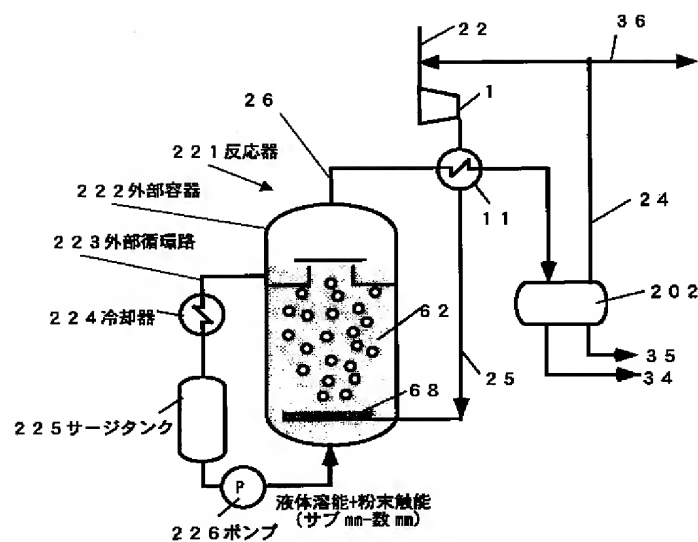 22
36
26
1
221反応器
222外部容器
11
24
223外部循環路
202
224冷却器
62
35
25
34
68
225サージタンク
P
液体溶能+粉末触能
(サブmm-数mm)
226ポンプ